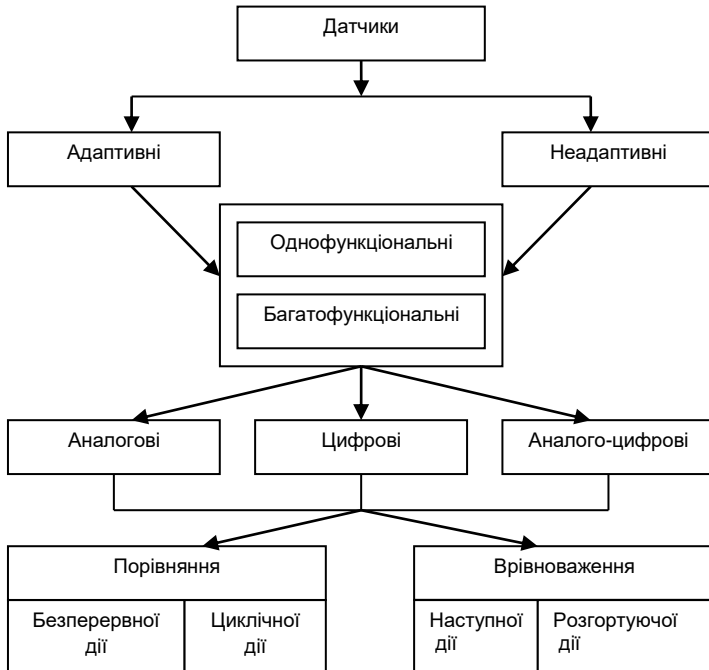 Датчики
Адаптивні
Неадаптивні
Однофункціональні
Багатофункціональні
Аналогові
Цифрові
Аналого-цифрові
Порівняння
Врівноваження
Безперервної
дії
Циклічної
дії
Наступної
дії
Розгортуючої
дії